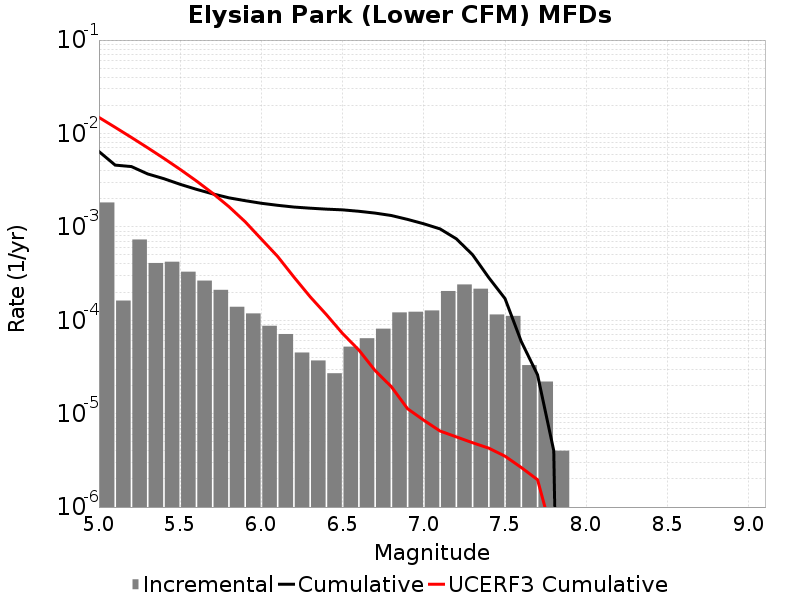 Elysian Park (Lower CFM) MFDs
10-1
10-2
10-3
10-4
10-5
10-6
Rate (1/yr)
5.0 5.5 6.0 6.5 7.0 7.5 8.0 8.5 9.0
Magnitude
Incremental Cumulative UCERF3 Cumulative